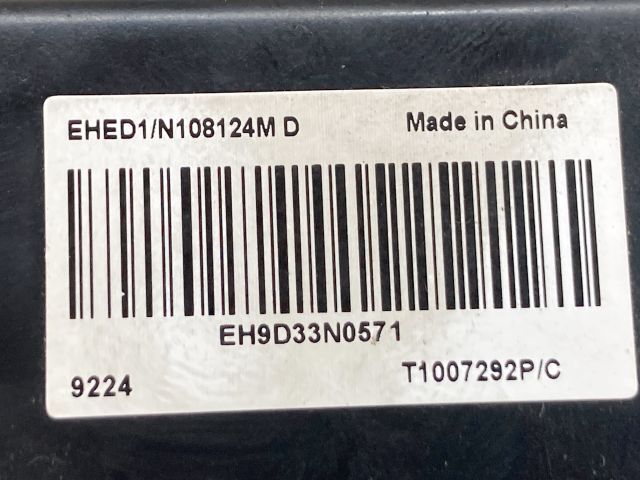 EHED1/N108124M D Made in China
EH9D33N0571
9224 T1007292P/C